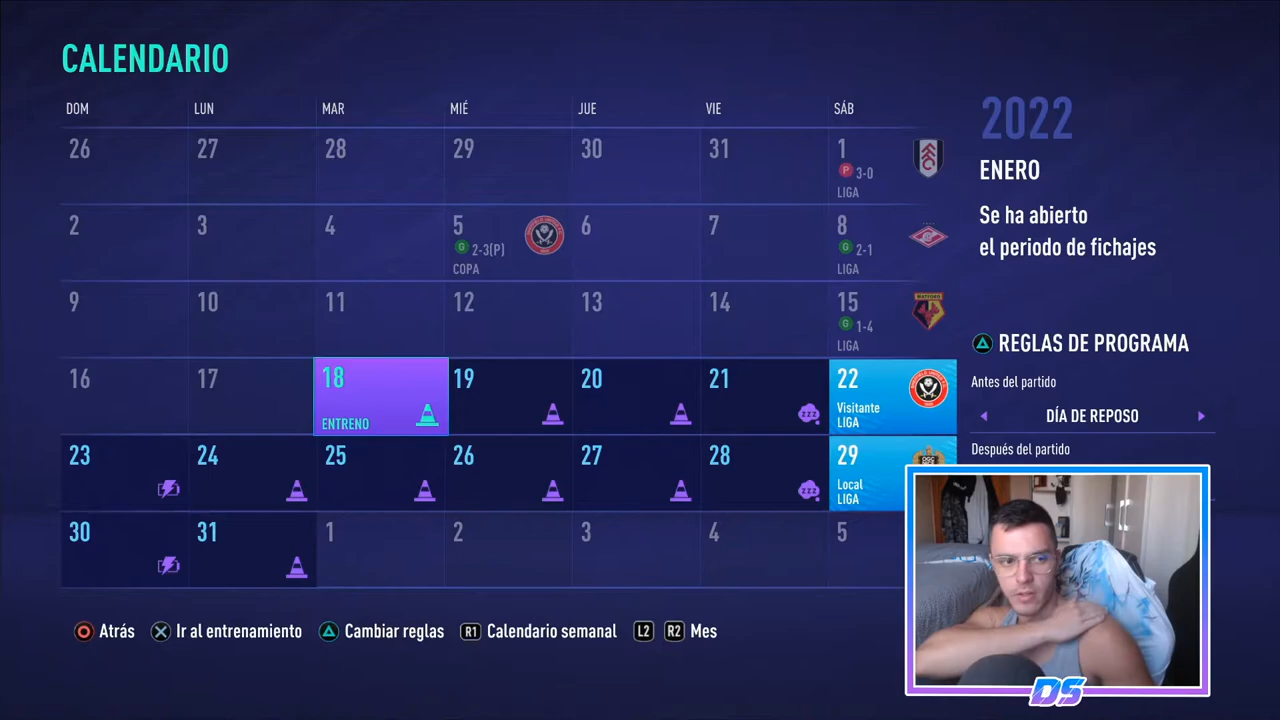 CALENDARIO
DOM LUN MAR MIÉ JUE VIE SÁB
26 27 28 29 30 31 1
P 3-0
LIGA
2 3 4 5 6 7 8
G 2-3(P)
COPA
G 2-1
LIGA
9 10 11 12 13 14 15
WATFORD
G 1-4
LIGA
16 17 18 19 20 21 22
ENTRENO
zzz
Visitante
LIGA
23 24 25 26 27 28 29
zzz
Local
LIGA
30 31 1 2 3 4 5
2022
ENERO
Se ha abierto
el periodo de fichajes
REGLAS DE PROGRAMA
Antes del partido
DÍA DE REPOSO
Después del partido
Atrás Ir al entrenamiento Cambiar reglas R1 Calendario semanal L2 R2 Mes
DS